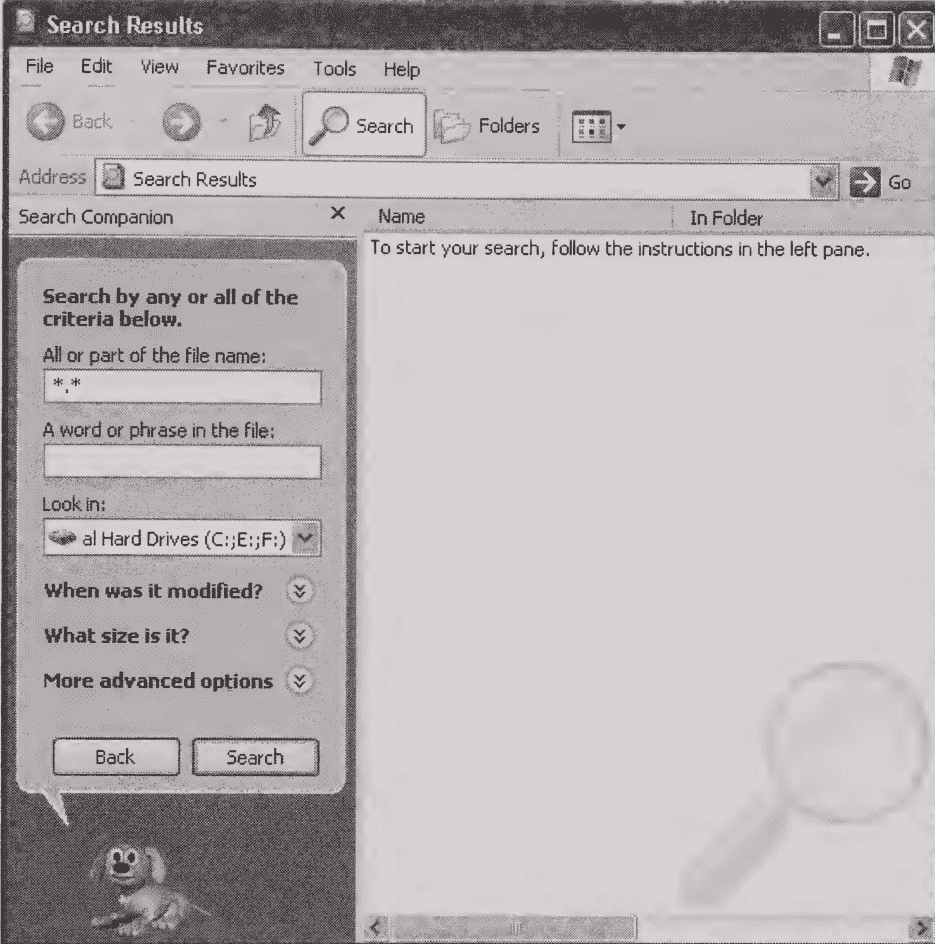 Search Results
File Edit View Favorites Tools Help
Back Search Folders
Address Search Results Go
Search Companion
Name In Folder
To start your search, follow the instructions in the left pane.
Search by any or all of the
criteria below.
All or part of the file name:
*.*
A word or phrase in the file:
Look in:
al Hard Drives (C:;E:;F:)
When was it modified?
What size is it?
More advanced options
Back Search